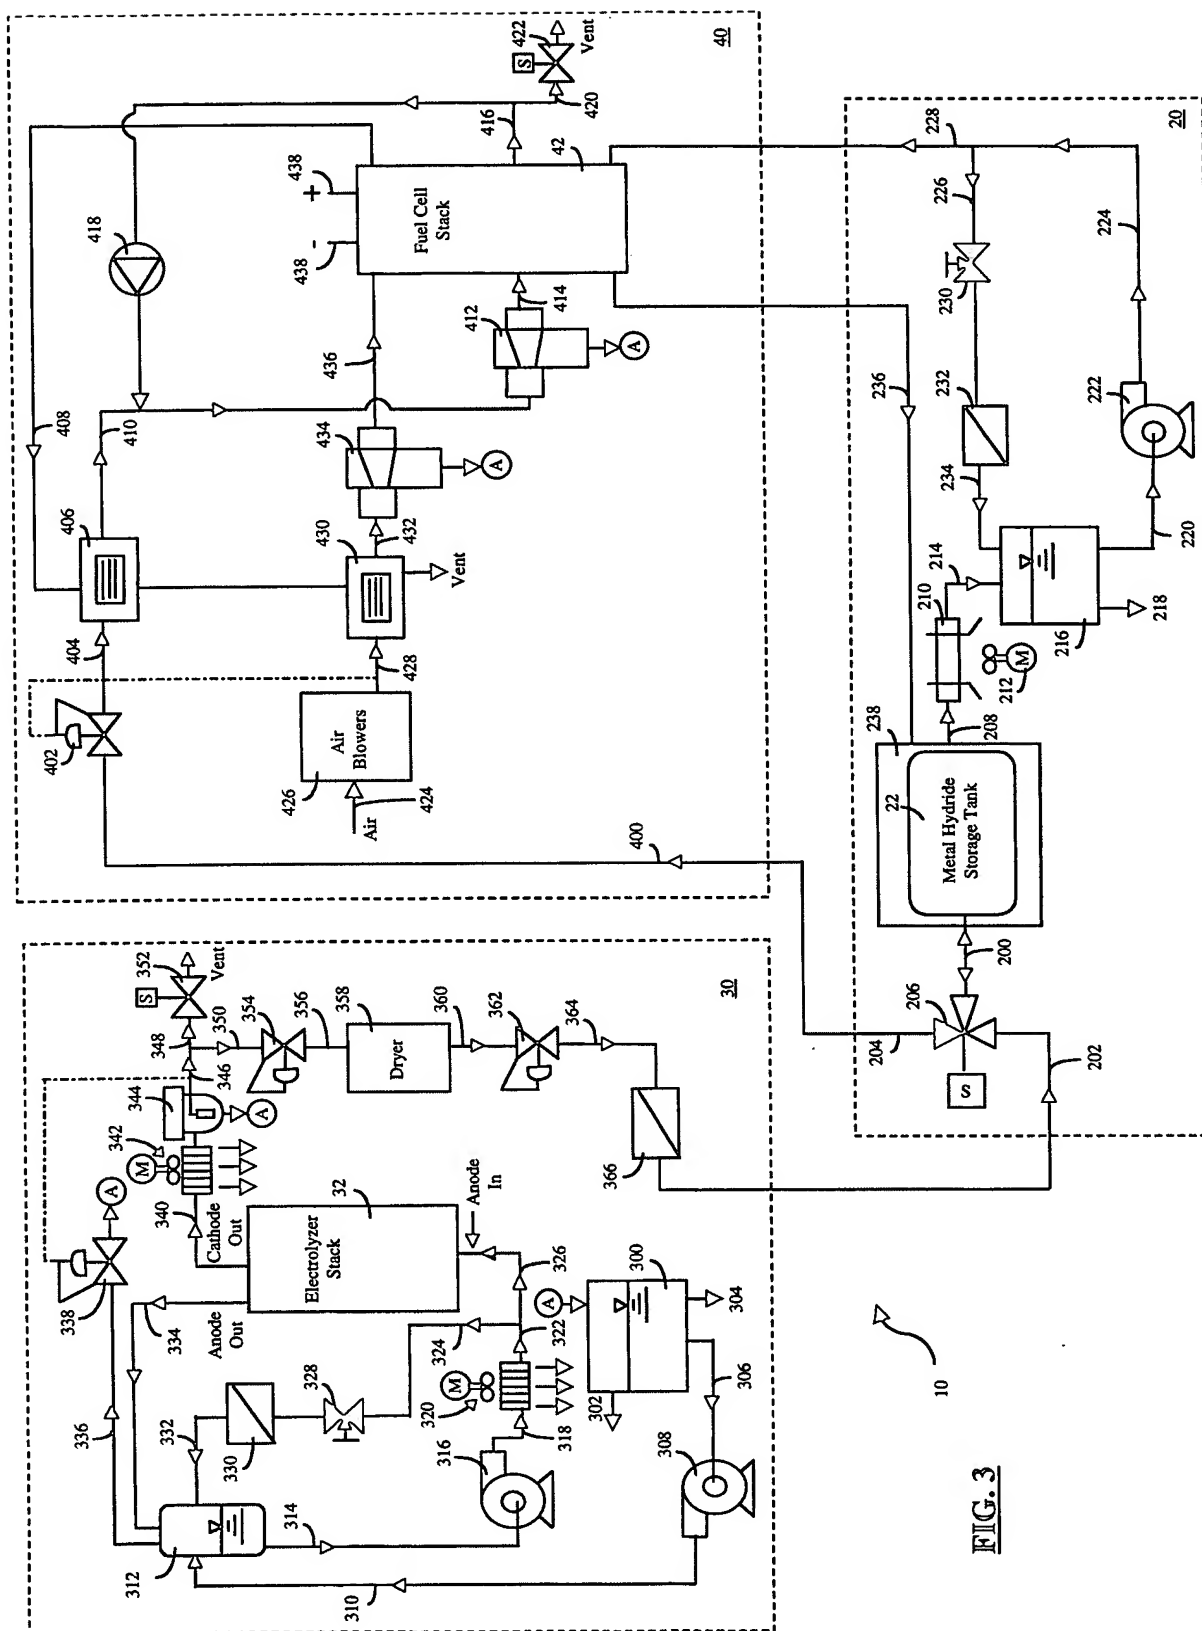 40
S
422
Vent
420
416
42
438
+
438
-
Fuel Cell
Stack
418
408
410
436
412
414
A
434
A
406
430
432
Vent
404
428
402
Air
Blowers
426
424
Air
400
20
228
226
224
230
236
232
222
234
220
214
210
216
218
M
212
208
238
22
Metal Hydride
Storage Tank
200
206
204
S
202
30
352
S
Vent
348
350
354
356
358
Dryer
360
362
364
346
344
A
342
M
366
340
Cathode
Out
32
Electrolyzer
Stack
Anode
In
A
338
334
Anode
Out
326
A
300
304
322
324
M
320
302
306
328
318
336
332
330
316
308
314
312
310
10
FIG. 3